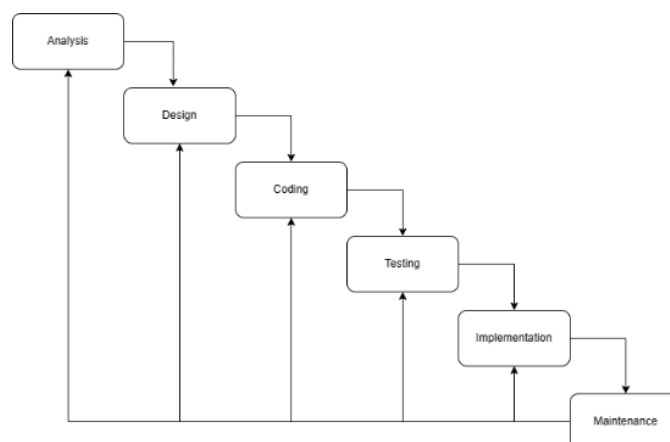 Analysis
Design
Coding
Testing
Implementation
Maintenance